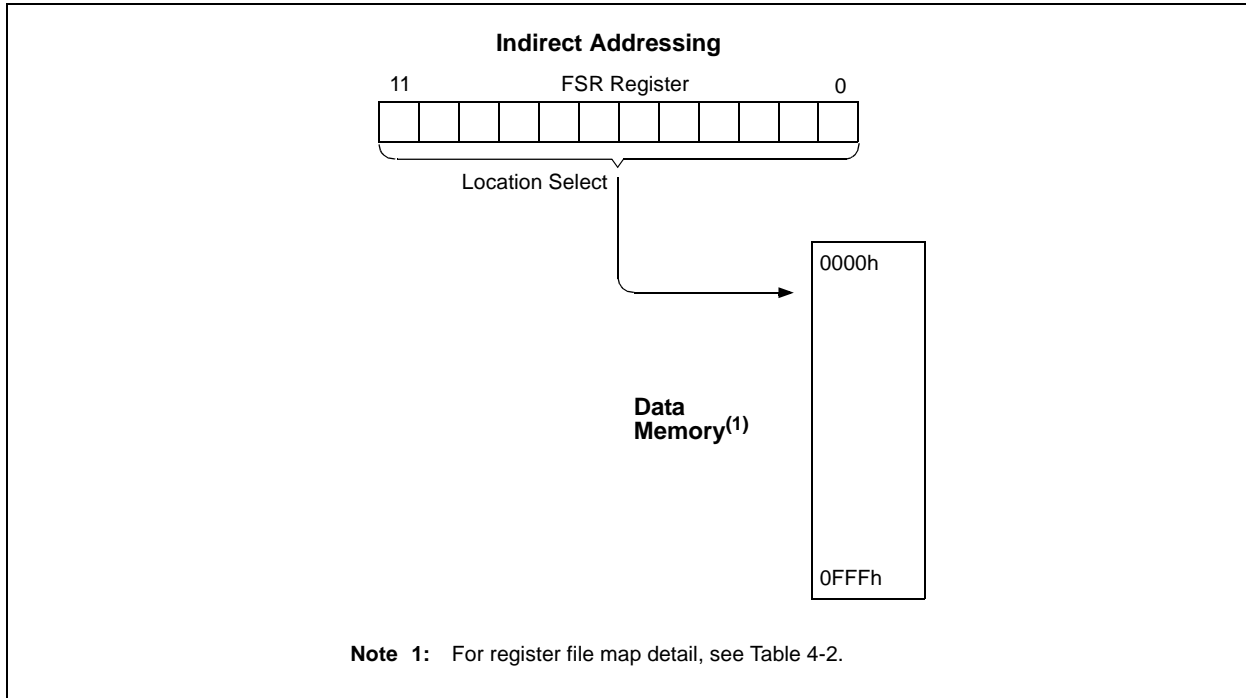 Indirect Addressing
11 FSR Register 0
Location Select
0000h
Data
Memory(1)
0FFFh
Note 1: For register file map detail, see Table 4-2.